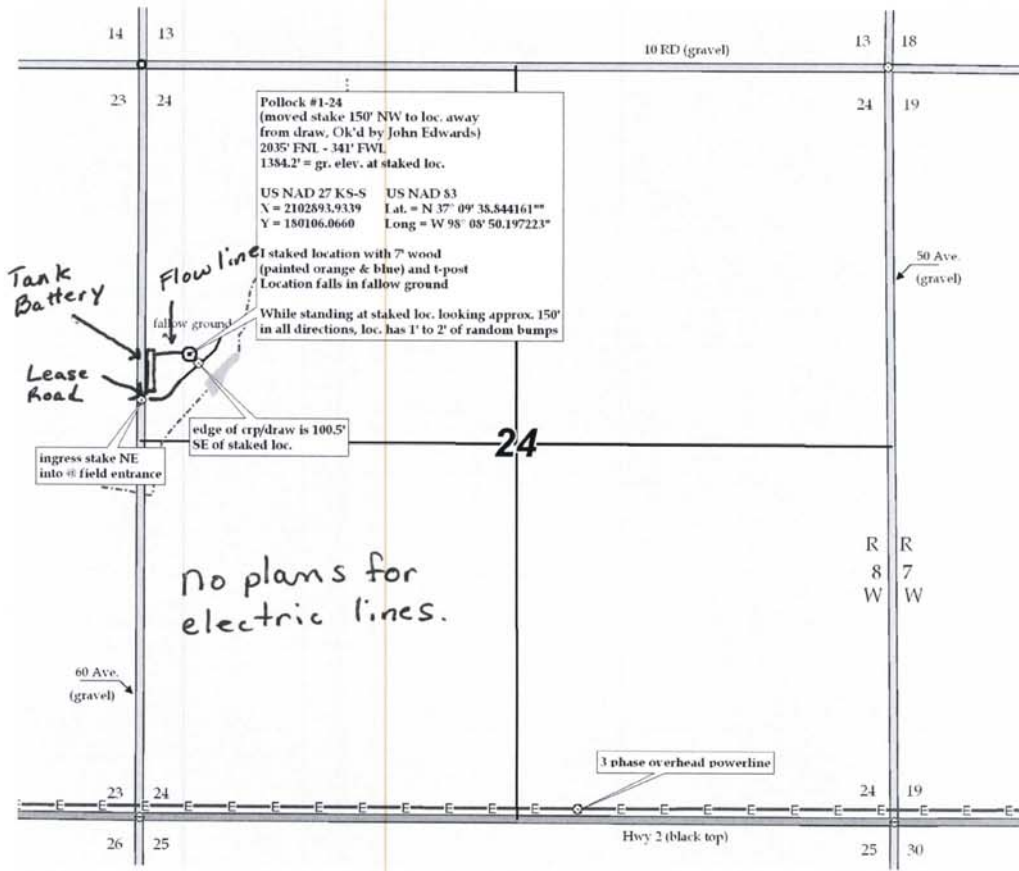 14 13
10 RD (gravel)
13 18
23 24
24 19
Pollock #1-24
(moved stake 150' NW to loc. away
from draw, Ok'd by John Edwards)
2035' FNL - 341' FWL
1384.2' = gr. elev. at staked loc.
US NAD 27 KS-S US NAD 83
X = 2102893.9339 Lat. = N 37° 09' 38.844161""
Y = 180106.0660 Long = W 98° 08' 50.197223"
I staked location with 7' wood
(painted orange & blue) and t-post
Location falls in fallow ground
While standing at staked loc. looking approx. 150'
in all directions, loc. has 1' to 2' of random bumps
50 Ave.
(gravel)
Tank
Battery
Flow line
fallow ground
Lease
Road
edge of crp/draw is 100.5'
SE of staked loc.
24
ingress stake NE
into field entrance
R R
8 7
W W
no plans for
electric lines.
60 Ave.
(gravel)
3 phase overhead powerline
23 24
24 19
E E E E E E E E E E E E E E E E E E E E E E
Hwy 2 (black top)
26 25
25 30